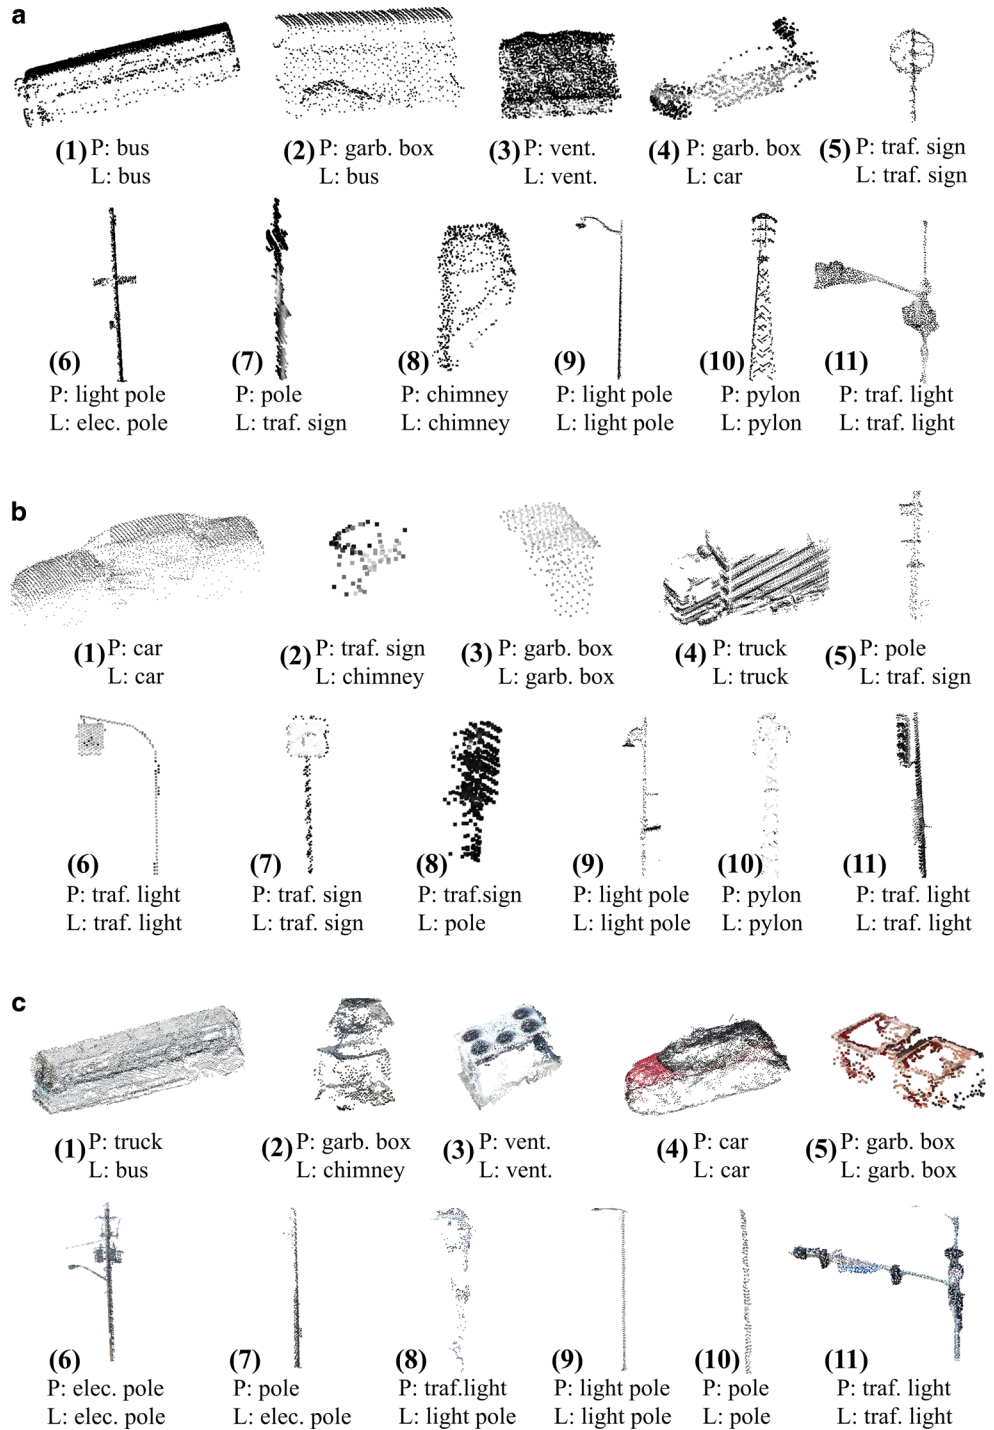 a
(1) P: bus
L: bus
(2) P: garb. box
L: bus
(3) P: vent.
L: vent.
(4) P: garb. box
L: car
(5) P: traf. sign
L: traf. sign
(6)
P: light pole
L: elec. pole
(7)
P: pole
L: traf. sign
(8)
P: chimney
L: chimney
(9)
P: light pole
L: light pole
(10)
P: pylon
L: pylon
(11)
P: traf. light
L: traf. light
b
(1) P: car
L: car
(2) P: traf. sign
L: chimney
(3) P: garb. box
L: garb. box
(4) P: truck
L: truck
(5) P: pole
L: traf. sign
(6)
P: traf. light
L: traf. light
(7)
P: traf. sign
L: traf. sign
(8)
P: traf.sign
L: pole
(9)
P: light pole
L: light pole
(10)
P: pylon
L: pylon
(11)
P: traf. light
L: traf. light
c
(1) P: truck
L: bus
(2) P: garb. box
L: chimney
(3) P: vent.
L: vent.
(4) P: car
L: car
(5) P: garb. box
L: garb. box
(6)
P: elec. pole
L: elec. pole
(7)
P: pole
L: elec. pole
(8)
P: traf.light
L: light pole
(9)
P: light pole
L: light pole
(10)
P: pole
L: pole
(11)
P: traf. light
L: traf. light